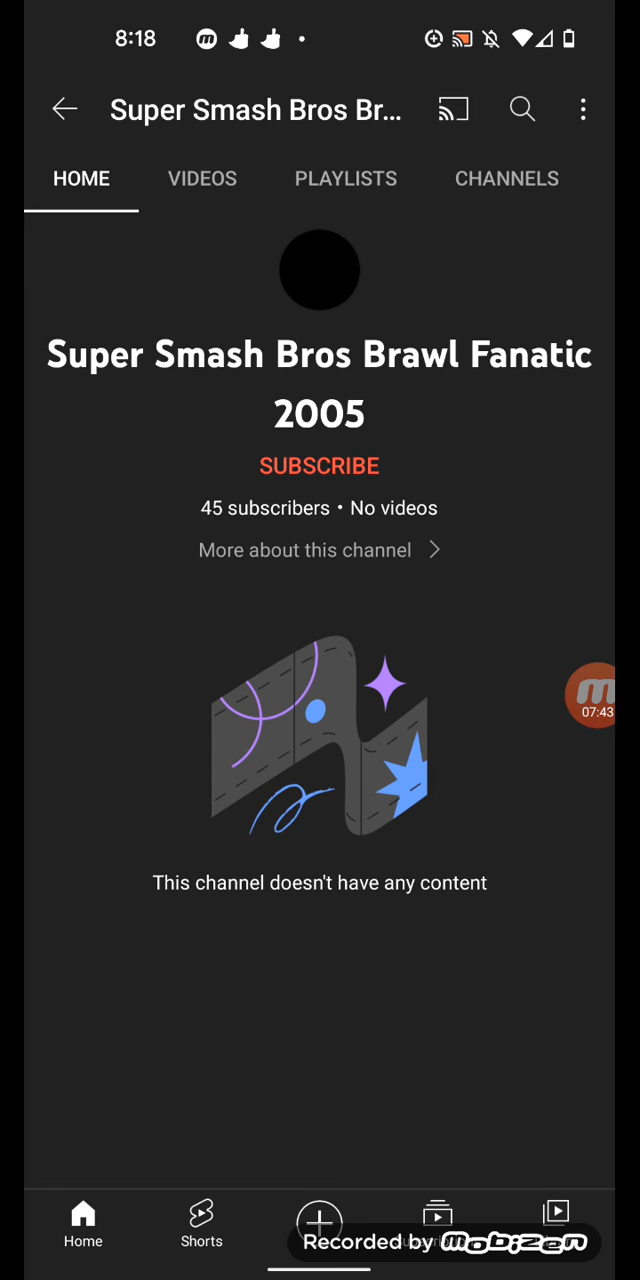 8:18
Super Smash Bros Br...
HOME VIDEOS PLAYLISTS CHANNELS
Super Smash Bros Brawl Fanatic
2005
SUBSCRIBE
45 subscribers • No videos
More about this channel
m
07:43
This channel doesn't have any content
Home Shorts
Recorded by mobizen